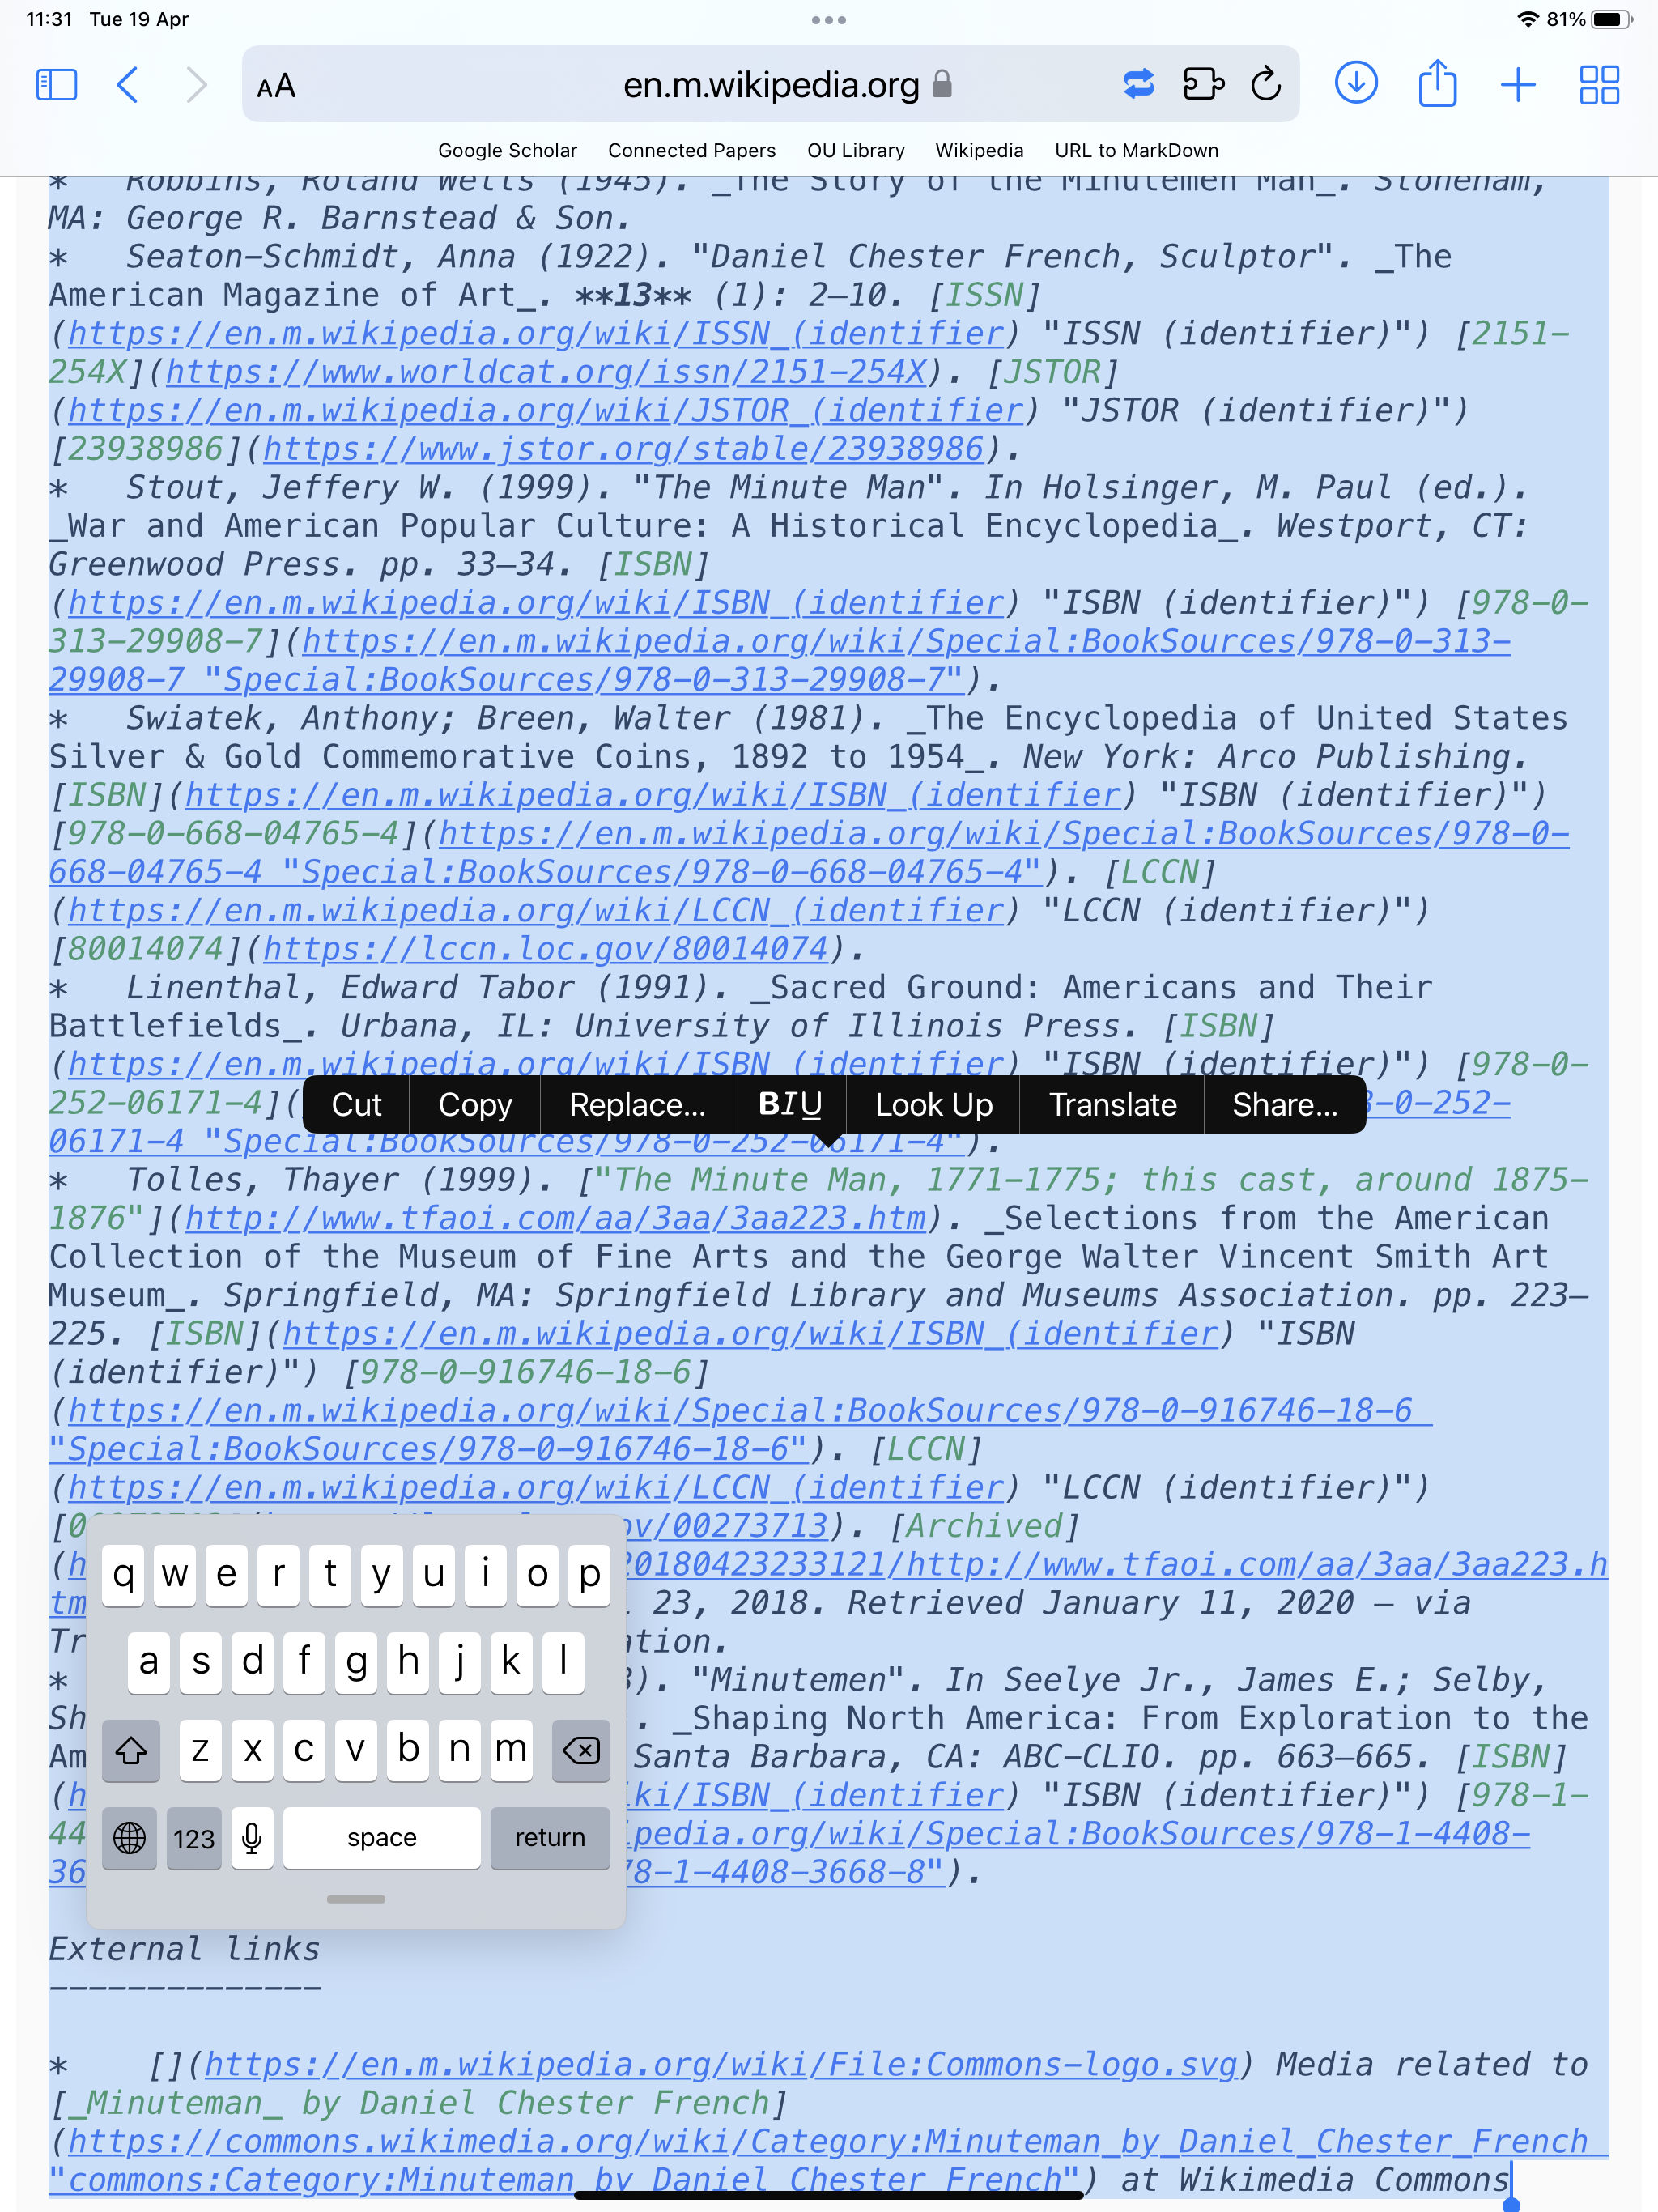 11:31 Tue 19 Apr
81%
AA
en.m.wikipedia.org
Google Scholar Connected Papers OU Library Wikipedia URL to MarkDown
* Robbins, Roland Wells (1945). _The Story of the Minutemen Man_. Stoneham,
MA: George R. Barnstead & Son.
* Seaton-Schmidt, Anna (1922). "Daniel Chester French, Sculptor". _The
American Magazine of Art_. **13** (1): 2–10. [ISSN]
(https://en.m.wikipedia.org/wiki/ISSN_(identifier) "ISSN (identifier)") [2151-
254X](https://www.worldcat.org/issn/2151-254X). [JSTOR]
(https://en.m.wikipedia.org/wiki/JSTOR_(identifier) "JSTOR (identifier)")
[23938986](https://www.jstor.org/stable/23938986).
* Stout, Jeffery W. (1999). "The Minute Man". In Holsinger, M. Paul (ed.).
_War and American Popular Culture: A Historical Encyclopedia_. Westport, CT:
Greenwood Press. pp. 33–34. [ISBN]
(https://en.m.wikipedia.org/wiki/ISBN_(identifier) "ISBN (identifier)") [978-0-
313-29908-7](https://en.m.wikipedia.org/wiki/Special:BookSources/978-0-313-
29908-7 "Special:BookSources/978-0-313-29908-7").
* Swiatek, Anthony; Breen, Walter (1981). _The Encyclopedia of United States
Silver & Gold Commemorative Coins, 1892 to 1954_. New York: Arco Publishing.
[ISBN](https://en.m.wikipedia.org/wiki/ISBN_(identifier) "ISBN (identifier)")
[978-0-668-04765-4](https://en.m.wikipedia.org/wiki/Special:BookSources/978-0-
668-04765-4 "Special:BookSources/978-0-668-04765-4"). [LCCN]
(https://en.m.wikipedia.org/wiki/LCCN_(identifier) "LCCN (identifier)")
[80014074](https://lccn.loc.gov/80014074).
* Linenthal, Edward Tabor (1991). _Sacred Ground: Americans and Their
Battlefields_. Urbana, IL: University of Illinois Press. [ISBN]
(https://en.m.wikipedia.org/wiki/ISBN_(identifier) "ISBN (identifier)") [978-0-
252-06171-4]( -0-252-
Cut Copy Replace... BIU Look Up Translate Share...
06171-4 "Special:BookSources/978-0-252-06171-4").
* Tolles, Thayer (1999). ["The Minute Man, 1771-1775; this cast, around 1875-
1876"](http://www.tfaoi.com/aa/3aa/3aa223.htm). _Selections from the American
Collection of the Museum of Fine Arts and the George Walter Vincent Smith Art
Museum_. Springfield, MA: Springfield Library and Museums Association. pp. 223–
225. [ISBN](https://en.m.wikipedia.org/wiki/ISBN_(identifier) "ISBN
(identifier)") [978-0-916746-18-6]
(https://en.m.wikipedia.org/wiki/Special:BookSources/978-0-916746-18-6
"Special:BookSources/978-0-916746-18-6"). [LCCN]
(https://en.m.wikipedia.org/wiki/LCCN_(identifier) "LCCN (identifier)")
[0 ov/00273713). [Archived]
(h 20180423233121/http://www.tfaoi.com/aa/3aa/3aa223.h
tm 23, 2018. Retrieved January 11, 2020 – via
Tr ation.
* ). "Minutemen". In Seelye Jr., James E.; Selby,
Sh . _Shaping North America: From Exploration to the
Am Santa Barbara, CA: ABC-CLIO. pp. 663–665. [ISBN]
(h ki/ISBN_(identifier) "ISBN (identifier)") [978-1-
44 ipedia.org/wiki/Special:BookSources/978-1-4408-
36 78-1-4408-3668-8").
q w e r t y u i o p
a s d f g h j k l
z x c v b n m
123 space return
External links
--------------
* [](https://en.m.wikipedia.org/wiki/File:Commons-logo.svg) Media related to
[_Minuteman_ by Daniel Chester French]
(https://commons.wikimedia.org/wiki/Category:Minuteman_by_Daniel_Chester_French
"commons:Category:Minuteman by Daniel Chester French") at Wikimedia Commons